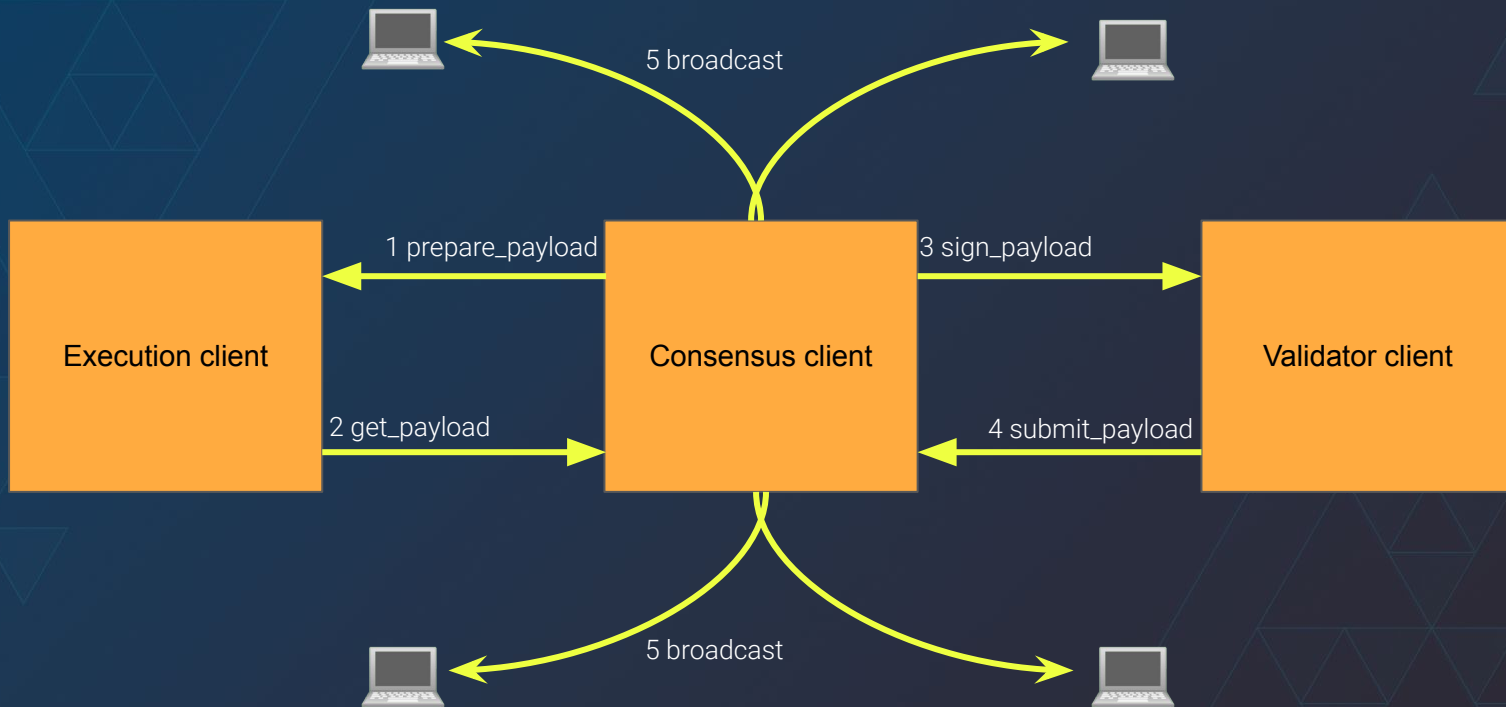 5 broadcast
1 prepare_payload
3 sign_payload
Execution client
Consensus client
Validator client
2 get_payload
4 submit_payload
5 broadcast